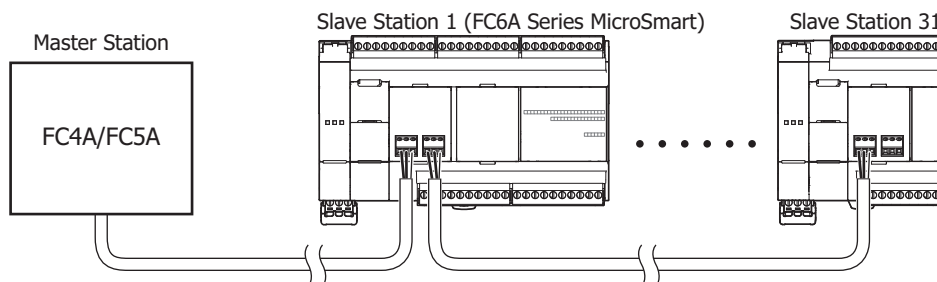 Master Station
FC4A/FC5A
Slave Station 1 (FC6A Series MicroSmart)
Slave Station 31